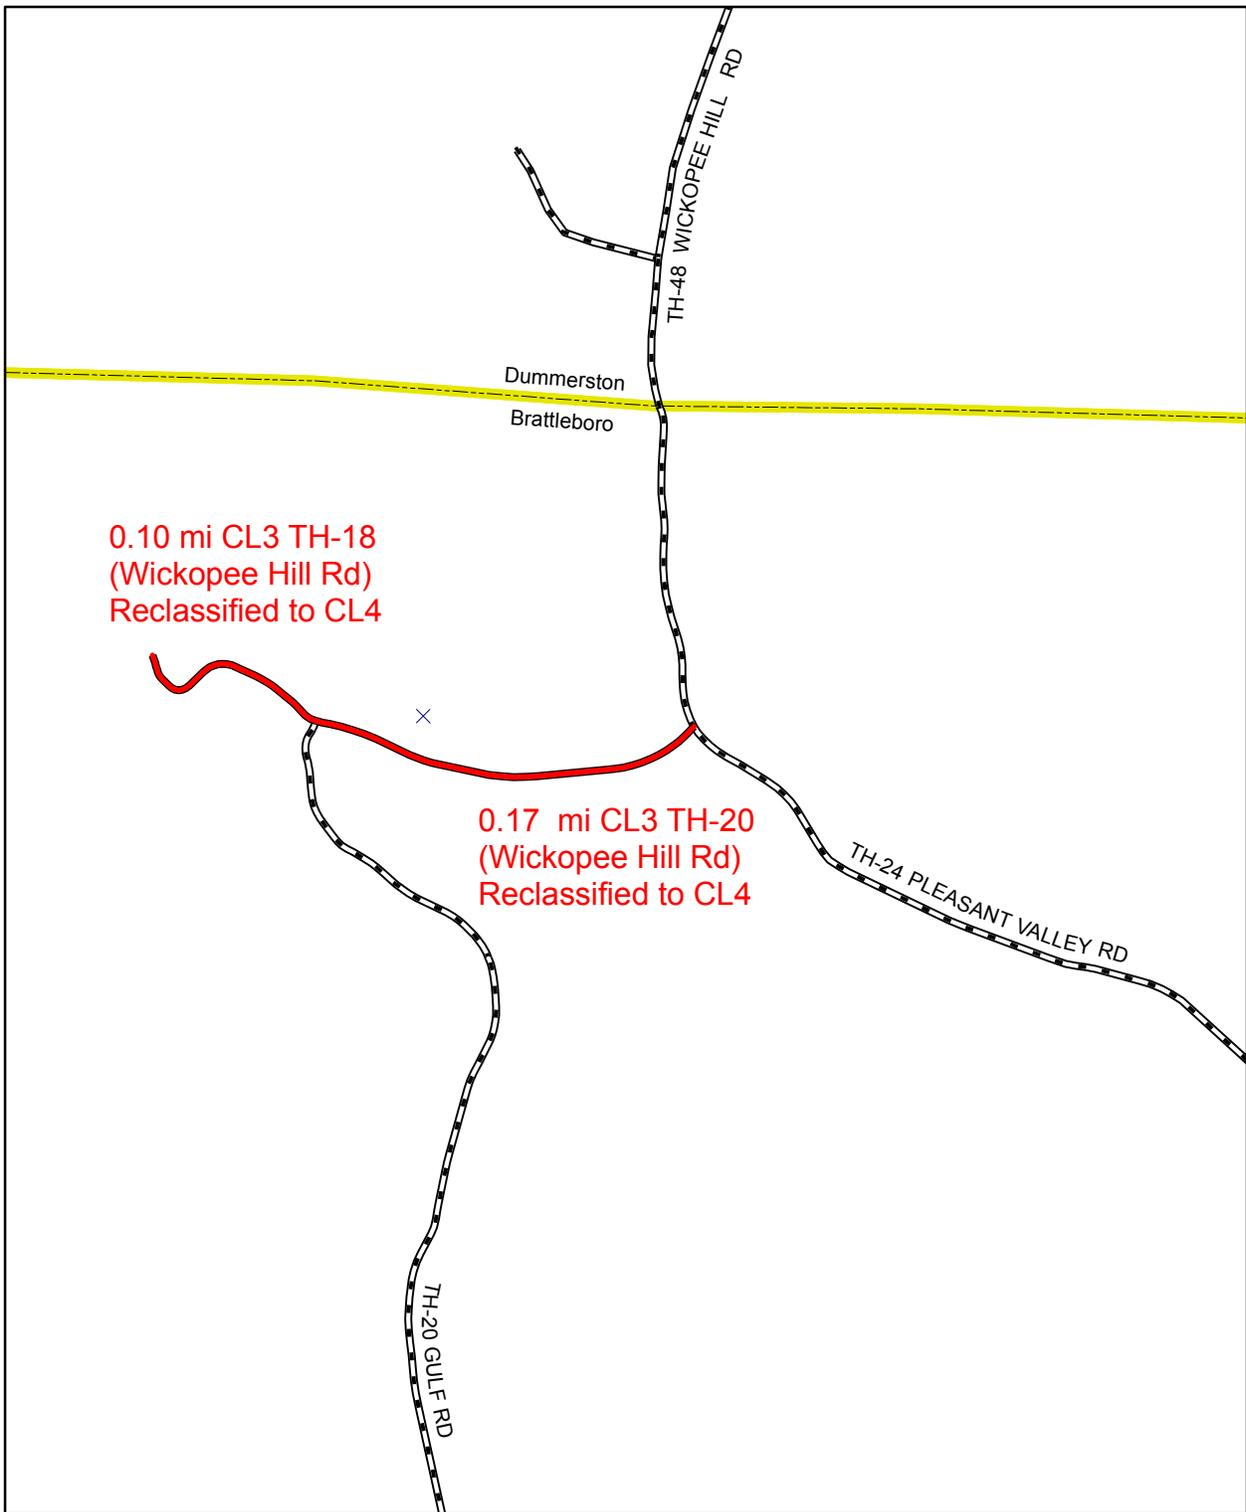 TH-48 WICKOPEE HILL RD
Dummerston
Brattleboro
0.10 mi CL3 TH-18
(Wickopee Hill Rd)
Reclassified to CL4
0.17 mi CL3 TH-20
(Wickopee Hill Rd)
Reclassified to CL4
TH-24 PLEASANT VALLEY RD
TH-20 GULF RD